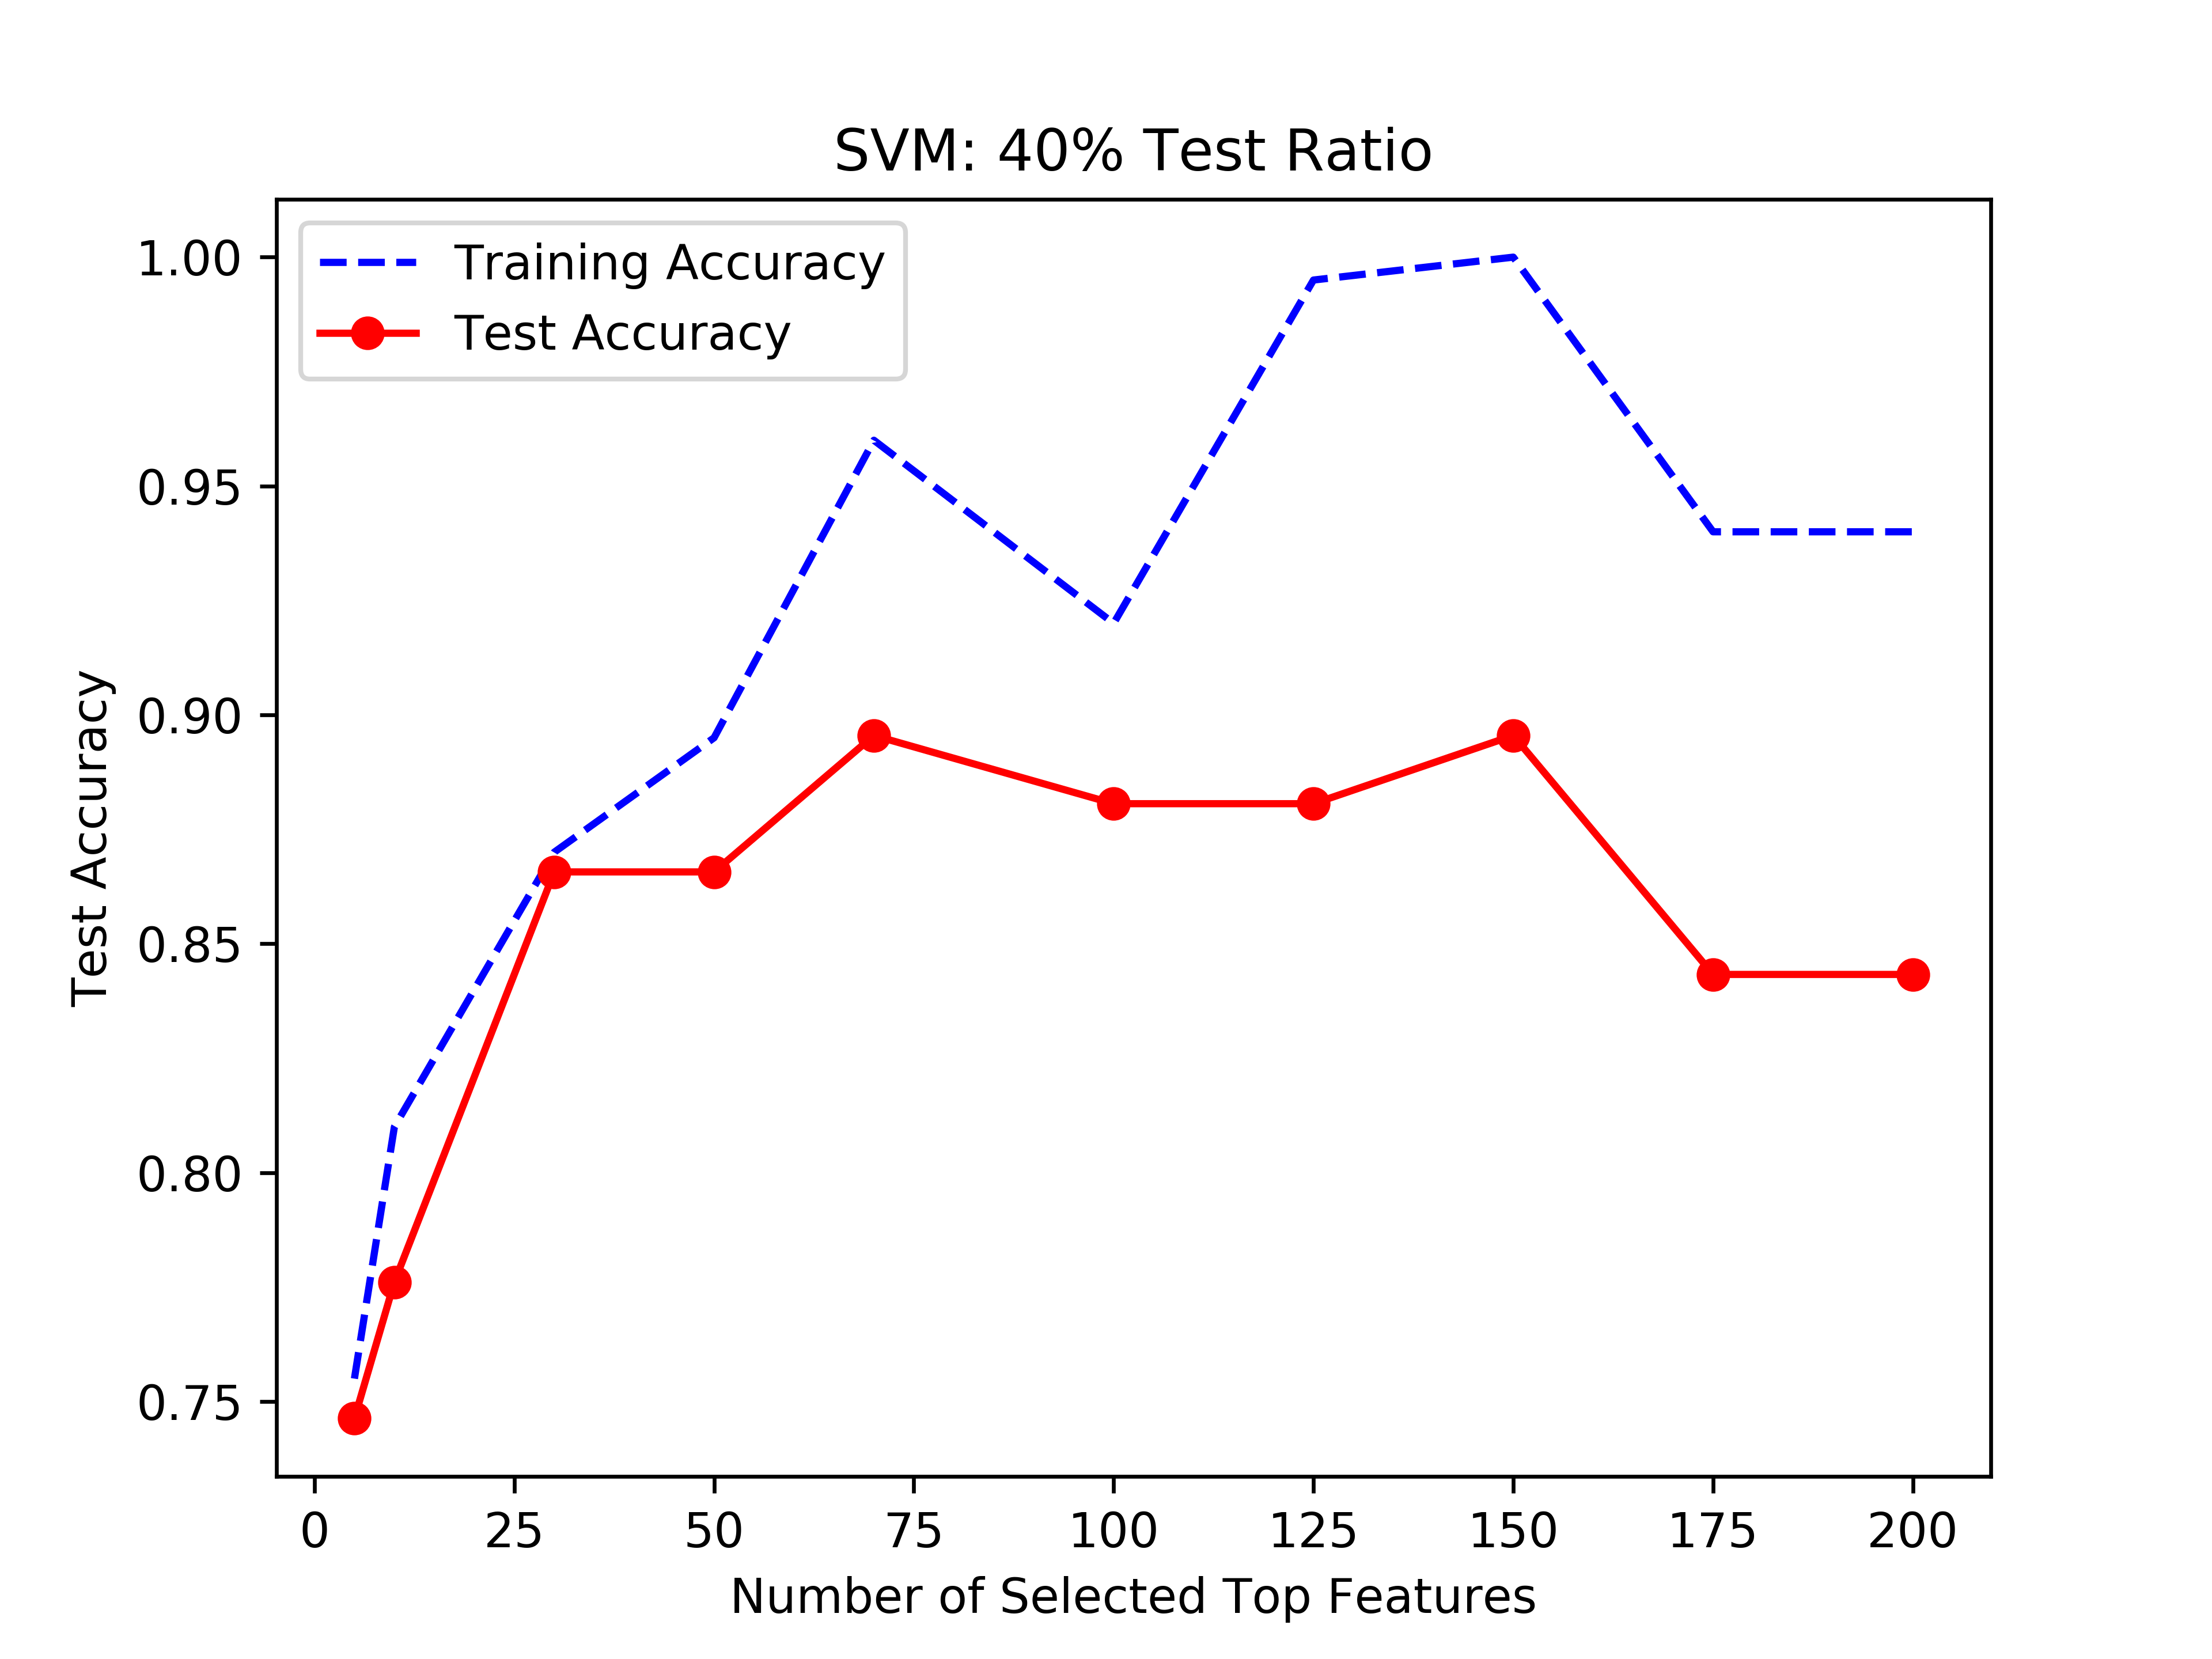 SVM: 40% Test Ratio
Training Accuracy
Test Accuracy
1.00
0.95
0.90
0.85
0.80
0.75
Test Accuracy
0 25 50 75 100 125 150 175 200
Number of Selected Top Features